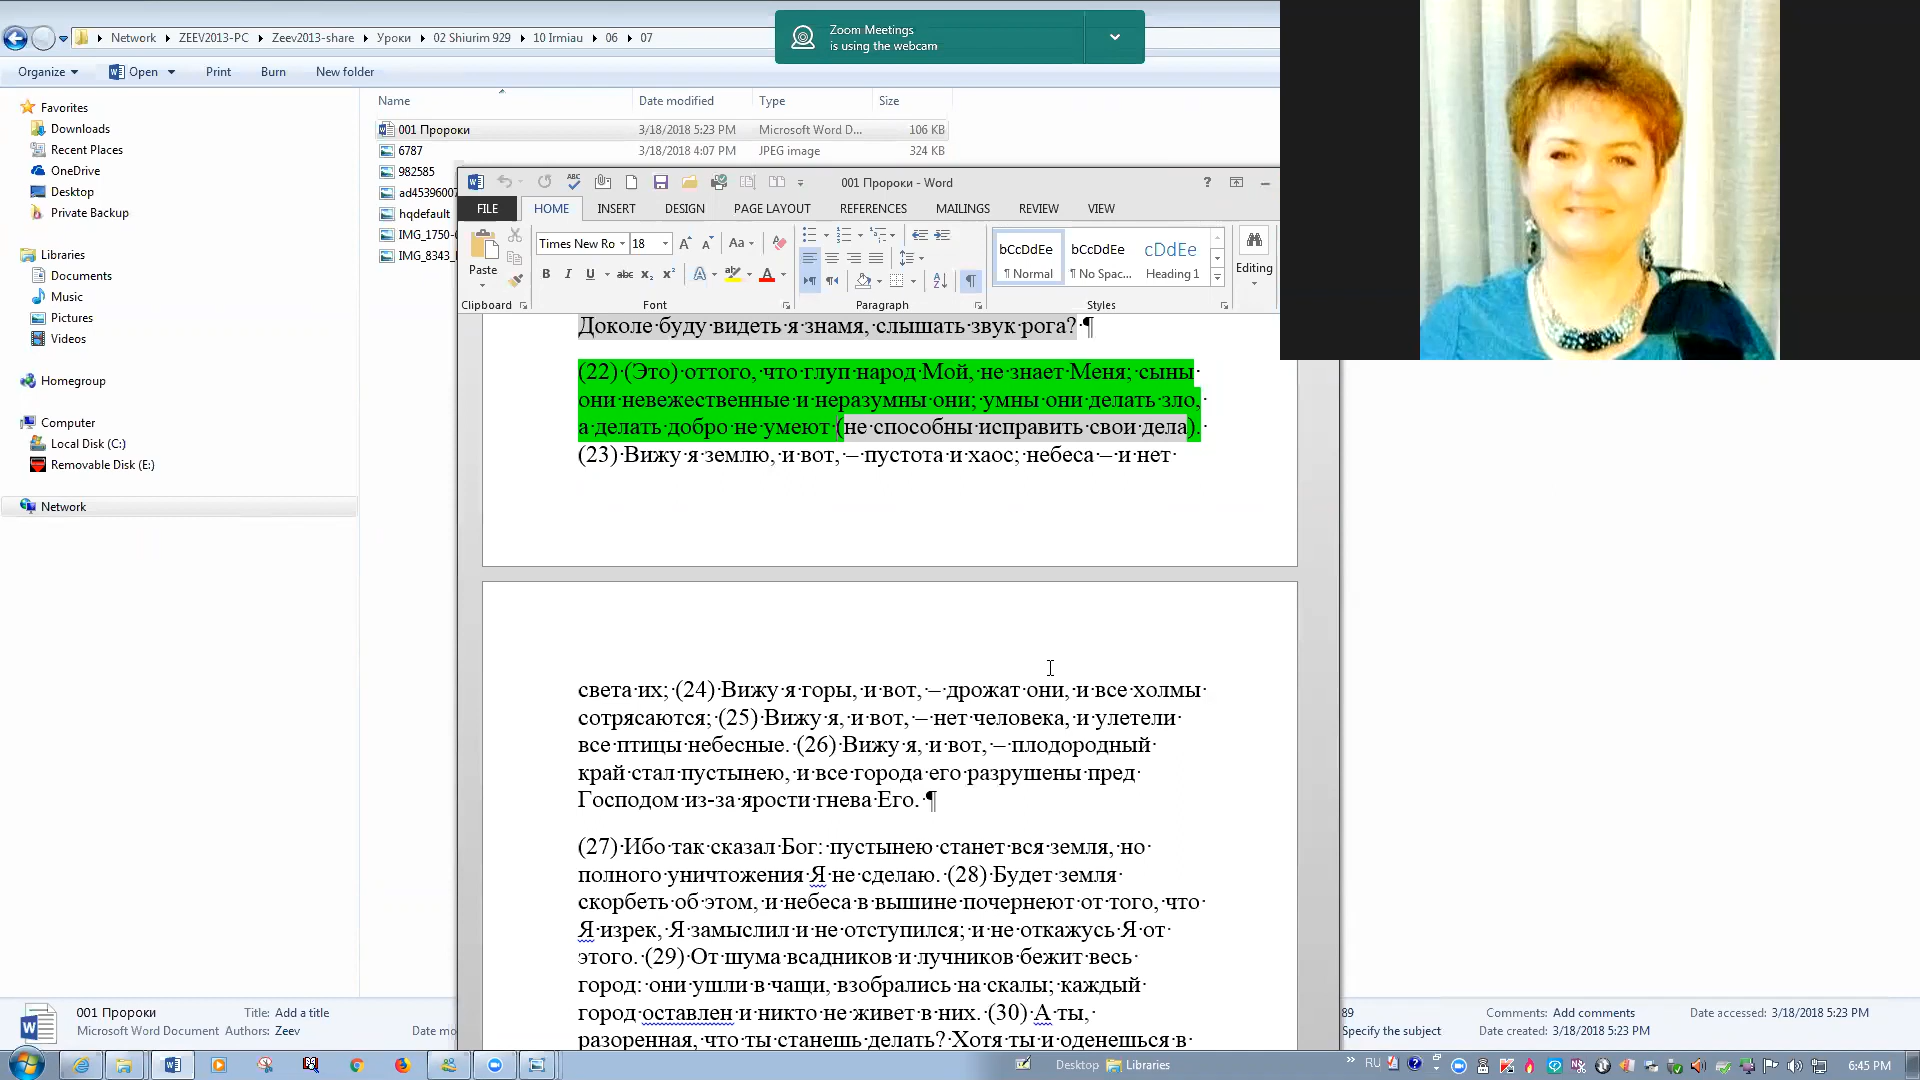 Network ▸ ZEEV2013-PC ▸ Zeev2013-share ▸ Уроки ▸ 02 Shiurim 929 ▸ 10 Irmiau ▸ 06 ▸ 07
Zoom Meetings
is using the webcam
Organize Open Print Burn New folder
Name Date modified Type Size
001 Пророки 3/18/2018 5:23 PM Microsoft Word D... 106 KB
6787 3/18/2018 4:07 PM JPEG image 324 KB
982585
ad45396007
hqdefault
Favorites
Downloads
Recent Places
OneDrive
Desktop
Private Backup
Libraries
Documents
Music
Pictures
Videos
Homegroup
Computer
Local Disk (C:)
Removable Disk (E:)
Network
001 Пророки - Word
FILE HOME INSERT DESIGN PAGE LAYOUT REFERENCES MAILINGS REVIEW VIEW
Paste Times New Ro 18
bCcDdEe bCcDdEe cDdEe
¶ Normal ¶ No Spac... Heading 1
Editing
Clipboard Font Paragraph Styles
Доколе·буду·видеть·я·знамя,·слышать·звук·рога?·¶
(22)·(Это)·оттого,·что·глуп·народ·Мой,·не·знает·Меня;·сыны·
они·невежественные·и·неразумны·они;·умны·они·делать·зло,·
а·делать·добро·не·умеют·(не·способны·исправить·свои·дела).·
(23)·Вижу·я·землю,·и·вот,·–·пустота·и·хаос;·небеса·–·и·нет·
света·их;·(24)·Вижу·я·горы,·и·вот,·–·дрожат·они,·и·все·холмы·
сотрясаются;·(25)·Вижу·я,·и·вот,·–·нет·человека,·и·улетели·
все·птицы·небесные.·(26)·Вижу·я,·и·вот,·–·плодородный·
край·стал·пустынею,·и·все·города·его·разрушены·пред·
Господом·из-за·ярости·гнева·Его.·¶
(27)·Ибо·так·сказал·Бог:·пустынею·станет·вся·земля,·но·
полного·уничтожения·Я·не·сделаю.·(28)·Будет·земля·
скорбеть·об·этом,·и·небеса·в·вышине·почернеют·от·того,·что·
Я·изрек,·Я·замыслил·и·не·отступился;·и·не·откажусь·Я·от·
этого.·(29)·От·шума·всадников·и·лучников·бежит·весь·
город:·они·ушли·в·чащи,·взобрались·на·скалы;·каждый·
город·оставлен·и·никто·не·живет·в·них.·(30)·А·ты,·
разоренная,·что·ты·станешь·делать?·Хотя·ты·и·оденешься·в·
001 Пророки Title: Add a title
Microsoft Word Document Authors: Zeev Date mo
89 Comments: Add comments Date accessed: 3/18/2018 5:23 PM
Specify the subject Date created: 3/18/2018 5:23 PM
Desktop Libraries RU 6:45 PM